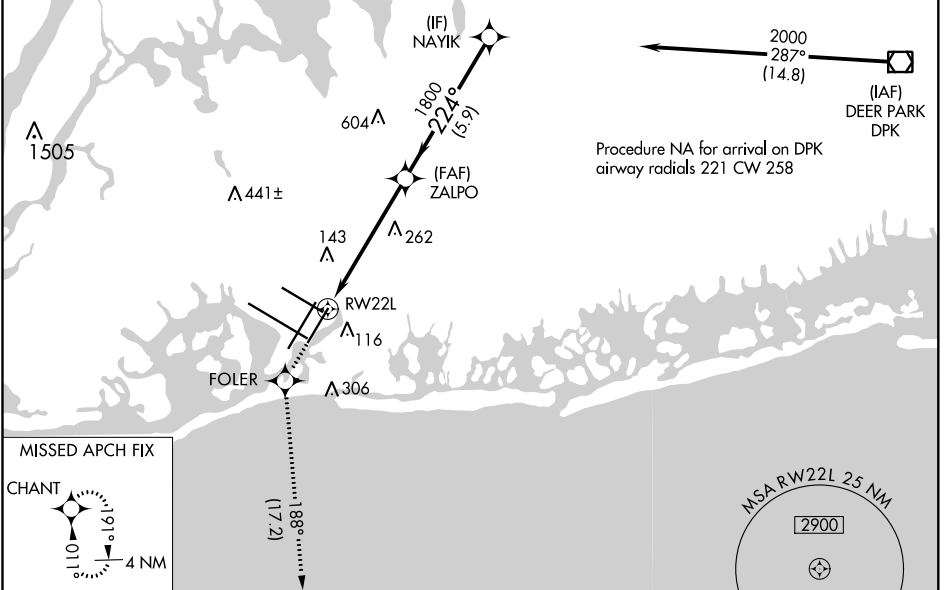 (IF)
NAYIK
2000
287°
(14.8)
(IAF)
DEER PARK
DPK
1800
224°
(5.9)
604
1505
Procedure NA for arrival on DPK
airway radials 221 CW 258
(FAF)
ZALPO
441±
262
143
RW22L
116
FOLER
306
MISSED APCH FIX
CHANT
191°
011°
4 NM
188°
(17.2)
MSA RW22L 25 NM
2900